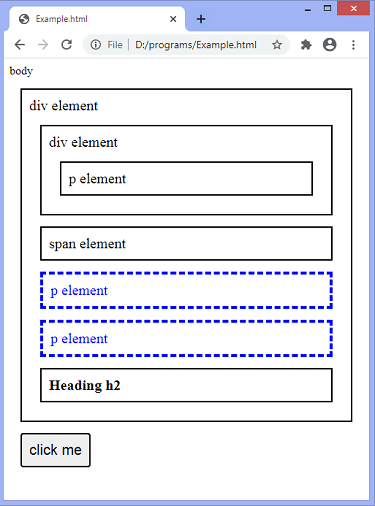 Example.html
File | D:/programs/Example.html
body
div element
div element
p element
span element
p element
p element
Heading h2
click me